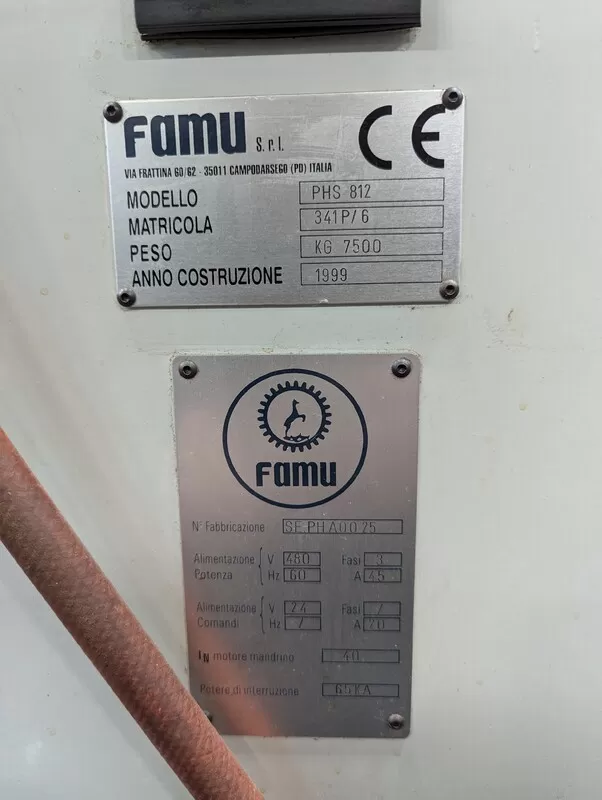 Famu S.r.l. CE
VIA FRATTINA 60/62 - 35011 CAMPODARSEGO (PD) ITALIA
MODELLO PHS 812
MATRICOLA 341P/6
PESO KG 7500
ANNO COSTRUZIONE 1999
Famu
N° Fabbricazione SE PHA0025
Alimentazione V 480 Fasi 3
Potenza Hz 60 A 45
Alimentazione V 24 Fasi /
Comandi Hz / A 20
IN motore mandrino 40
Potere di interruzione 65KA